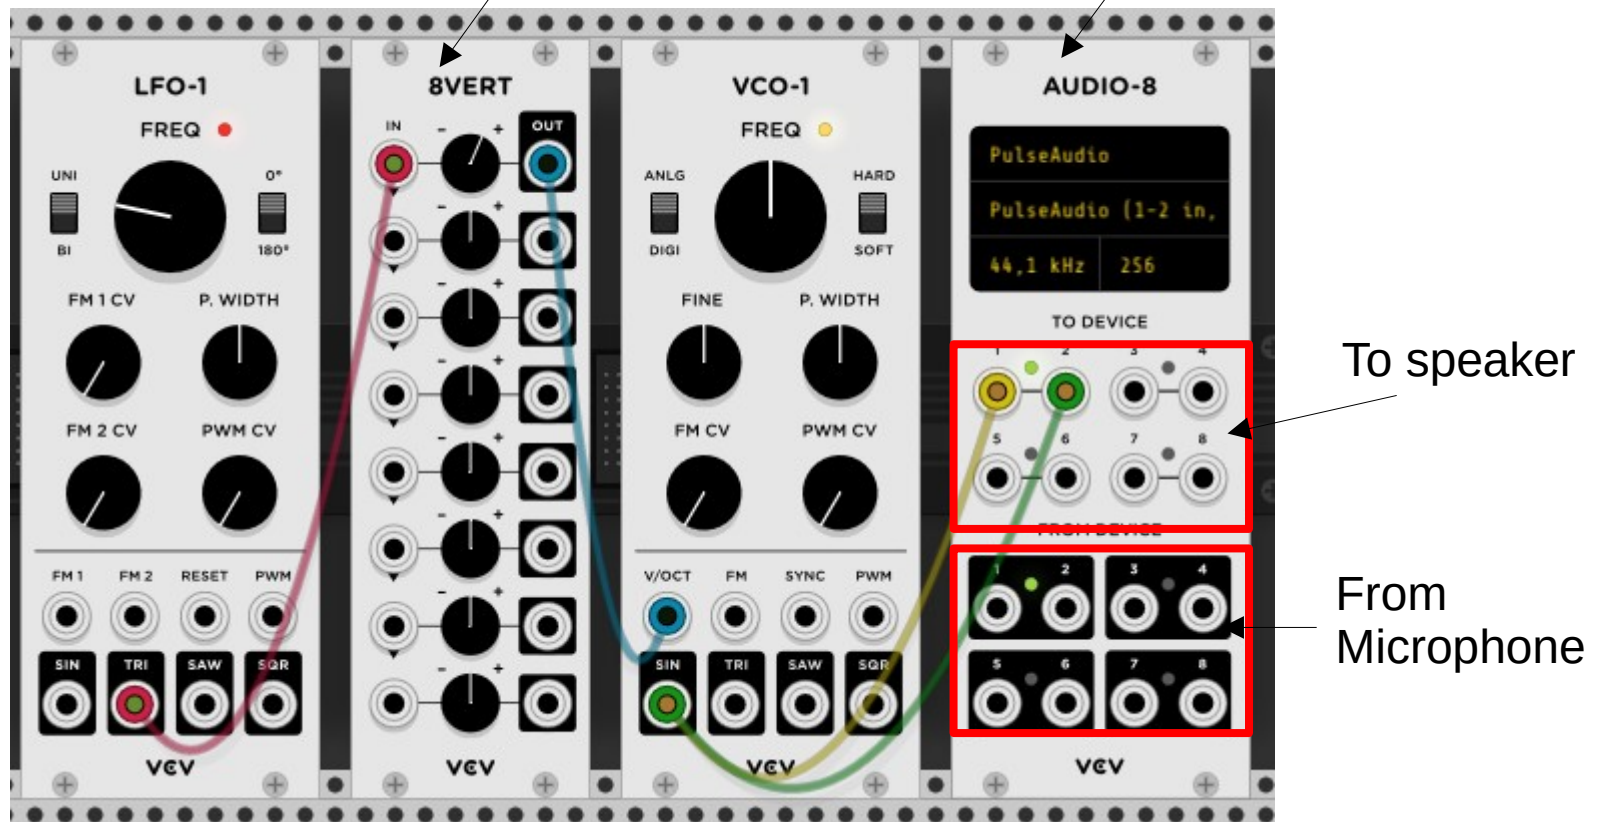 LFO-1
FREQ
UNI
0°
BI
180°
FM 1 CV
P. WIDTH
FM 2 CV
PWM CV
FM 1
FM 2
RESET
PWM
SIN
TRI
SAW
SQR
VCV
8VERT
IN
OUT
- +
- +
- +
- +
- +
- +
- +
- +
VCV
VCO-1
FREQ
ANLG
HARD
DIGI
SOFT
FINE
P. WIDTH
FM CV
PWM CV
V/OCT
FM
SYNC
PWM
SIN
TRI
SAW
SQR
VCV
AUDIO-8
PulseAudio
PulseAudio (1-2 in,
44,1 kHz
256
TO DEVICE
1 2 3 4
5 6 7 8
FROM DEVICE
1 2 3 4
5 6 7 8
VCV
To speaker
From
Microphone